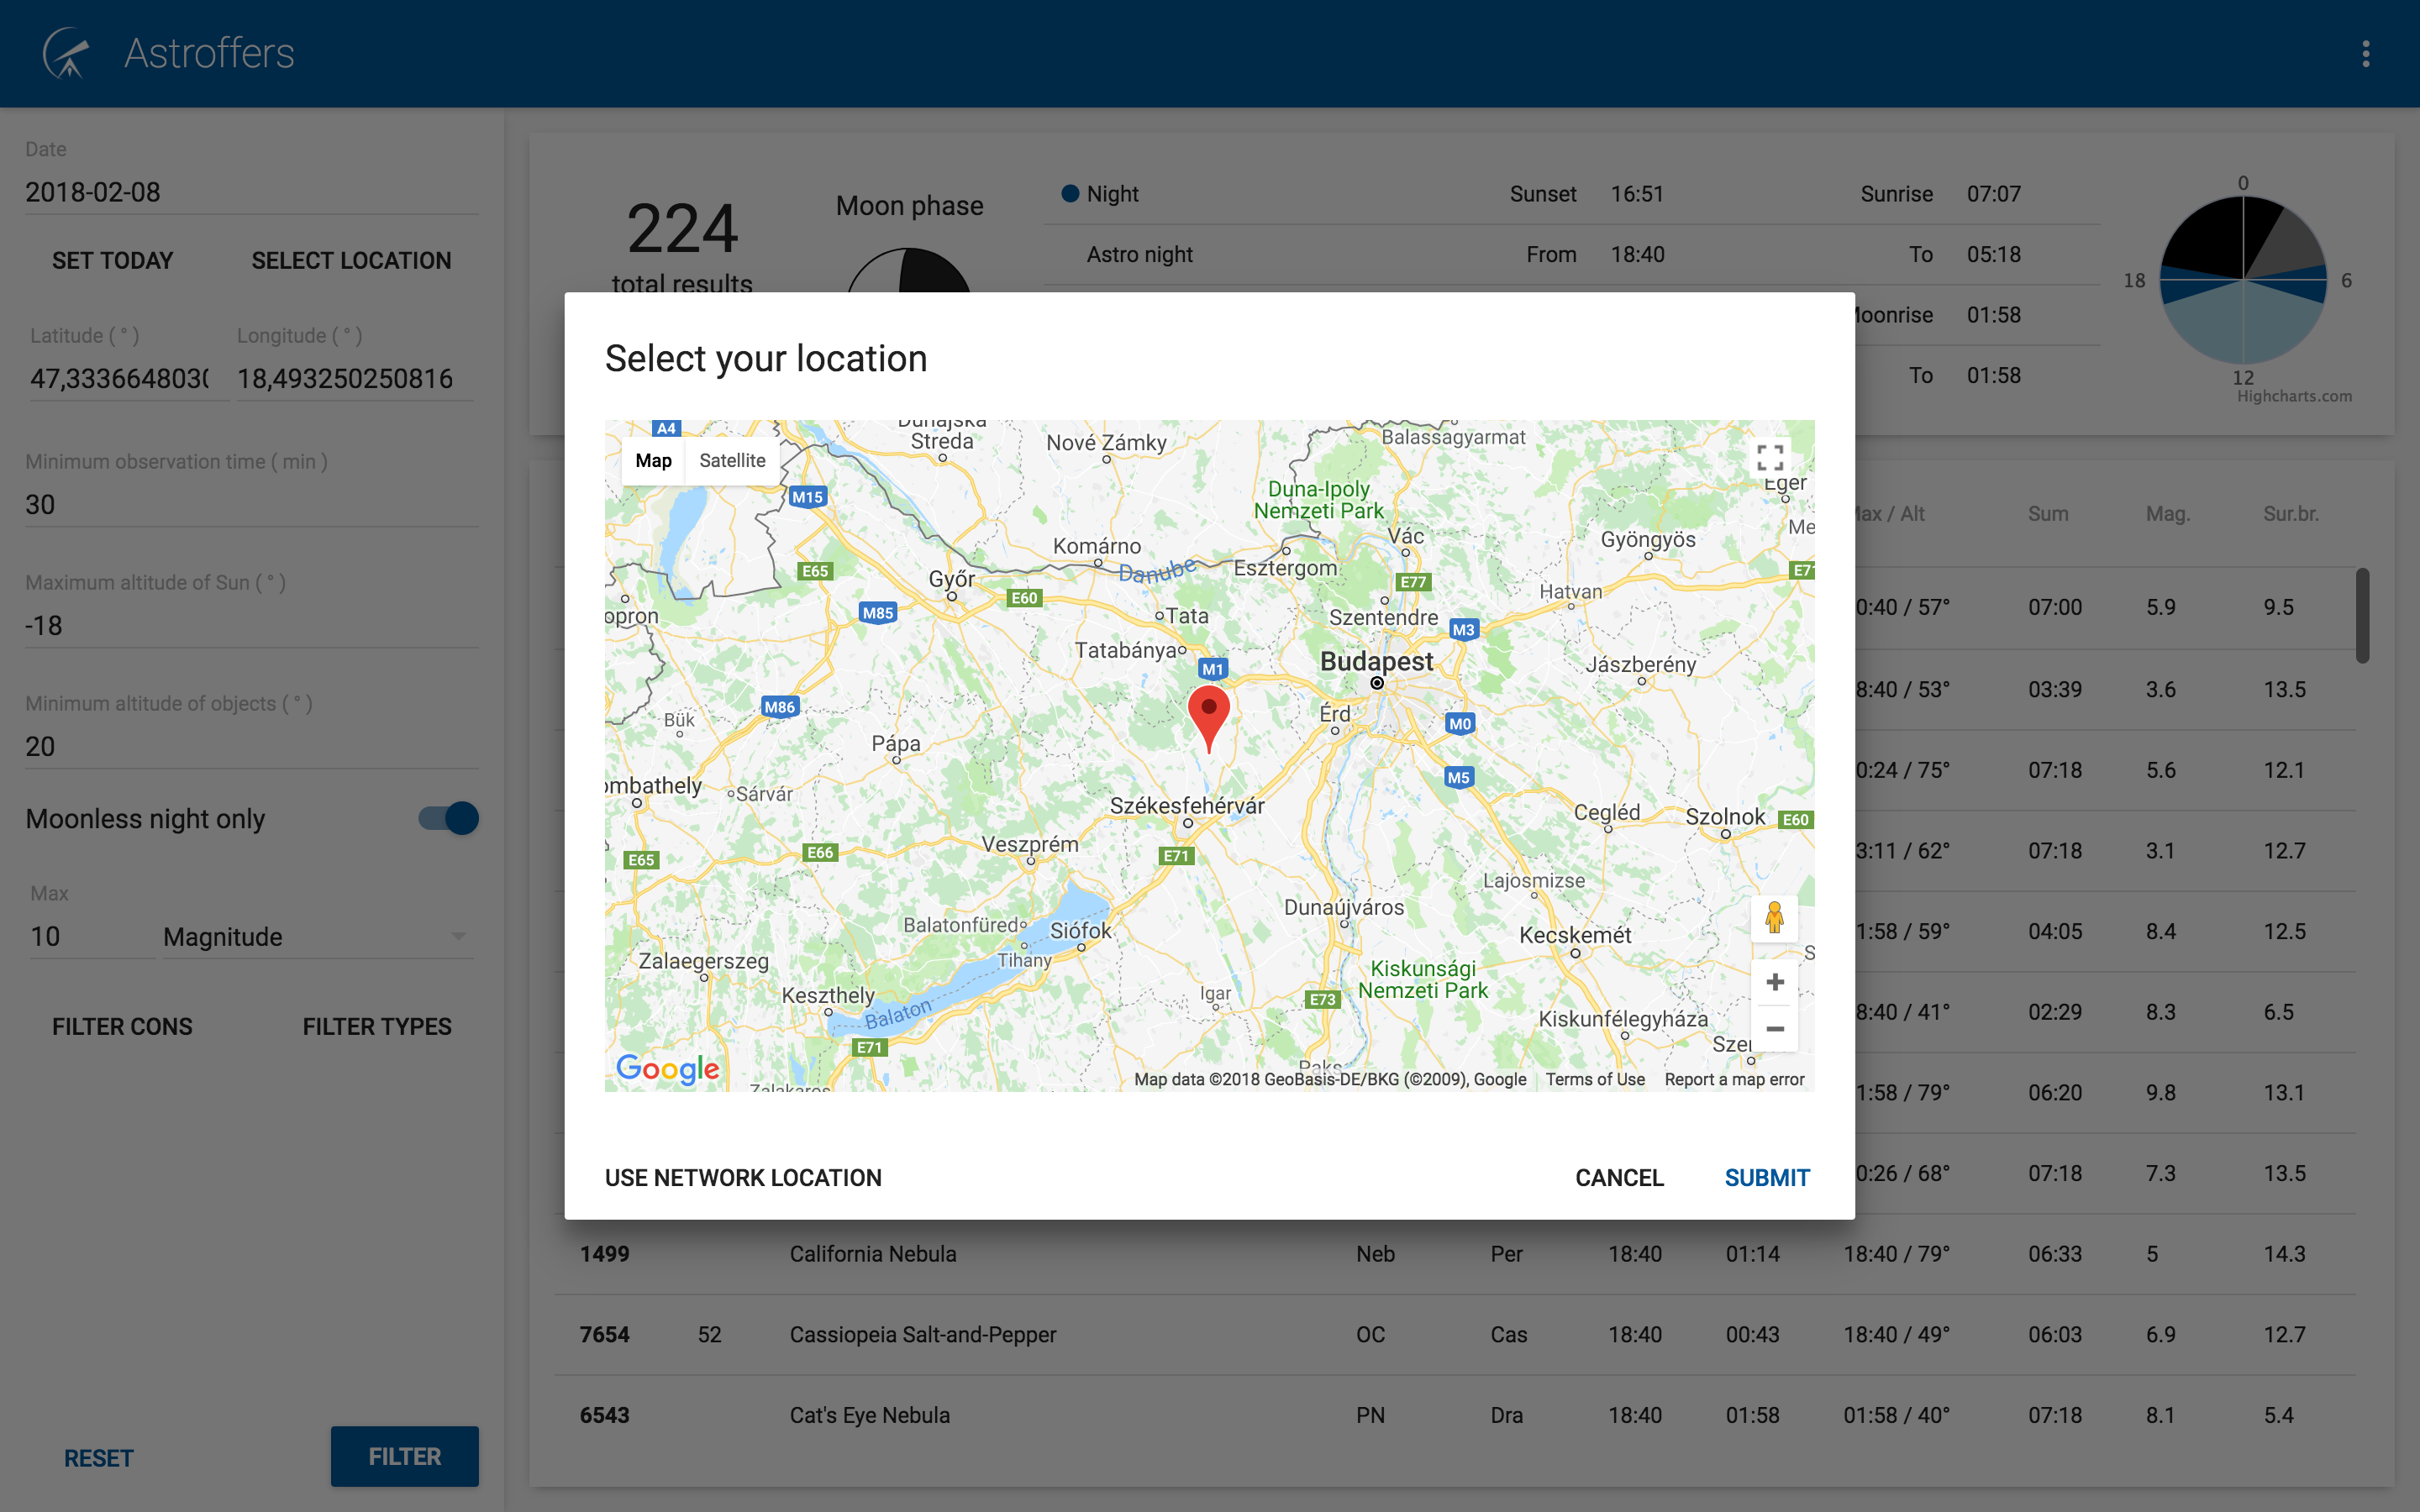 Astroffers
Date
2018-02-08
SET TODAY SELECT LOCATION
Latitude ( ° ) Longitude ( ° )
47,333664803 18,493250250816
Minimum observation time ( min )
30
Maximum altitude of Sun ( ° )
-18
Minimum altitude of objects ( ° )
20
Moonless night only
Max
10 Magnitude
FILTER CONS FILTER TYPES
RESET FILTER
224
total results
Moon phase
Night Sunset 16:51 Sunrise 07:07
Astro night From 18:40 To 05:18
Moonrise 01:58
To 01:58
0
18 6
12
Highcharts.com
Select your location
Map Satellite
A4
Dunajská
Streda
Nové Zámky
Balassagyarmat
M15
Duna-Ipoly
Nemzeti Park
Eger
Me
Vác
Gyöngyös
Komárno
Danube
Esztergom
E65
Győr
E60
E77
E71
Hatvan
opron
M85
Tata
Szentendre
M3
Tatabánya
M1
Budapest
Jászberény
M86
Bük
Érd
M0
Pápa
M5
ombathely
Sárvár
Székesfehérvár
Cegléd
Szolnok
E60
E65
E66
Veszprém
E71
Lajosmizse
Balatonfüred
Siófok
Dunaújváros
Kecskemét
Zalaegerszeg
Tihany
S
Kiskunsági
Nemzeti Park
Keszthely
Balaton
Igar
E73
Kiskunfélegyháza
E71
Sze
Google
Zalakaros
Paks
Map data ©2018 GeoBasis-DE/BKG (©2009), Google Terms of Use Report a map error
USE NETWORK LOCATION CANCEL SUBMIT
Max / Alt Sum Mag. Sur.br.
0:40 / 57° 07:00 5.9 9.5
8:40 / 53° 03:39 3.6 13.5
0:24 / 75° 07:18 5.6 12.1
3:11 / 62° 07:18 3.1 12.7
1:58 / 59° 04:05 8.4 12.5
8:40 / 41° 02:29 8.3 6.5
1:58 / 79° 06:20 9.8 13.1
0:26 / 68° 07:18 7.3 13.5
1499 California Nebula Neb Per 18:40 01:14 18:40 / 79° 06:33 5 14.3
7654 52 Cassiopeia Salt-and-Pepper OC Cas 18:40 00:43 18:40 / 49° 06:03 6.9 12.7
6543 Cat's Eye Nebula PN Dra 18:40 01:58 01:58 / 40° 07:18 8.1 5.4